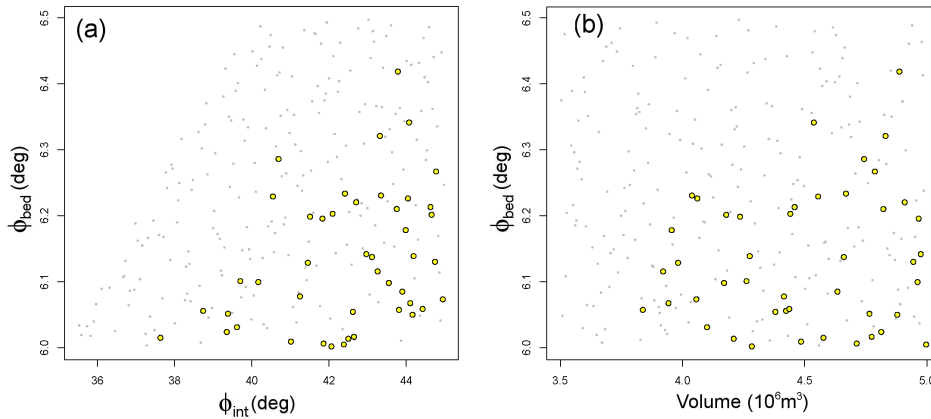 (a)
6.5
6.4
6.3
6.2
6.1
6.0
ϕbed (deg)
36 38 40 42 44
ϕint (deg)
(b)
6.5
6.4
6.3
6.2
6.1
6.0
ϕbed (deg)
3.5 4.0 4.5 5.0
Volume (10⁶m³)